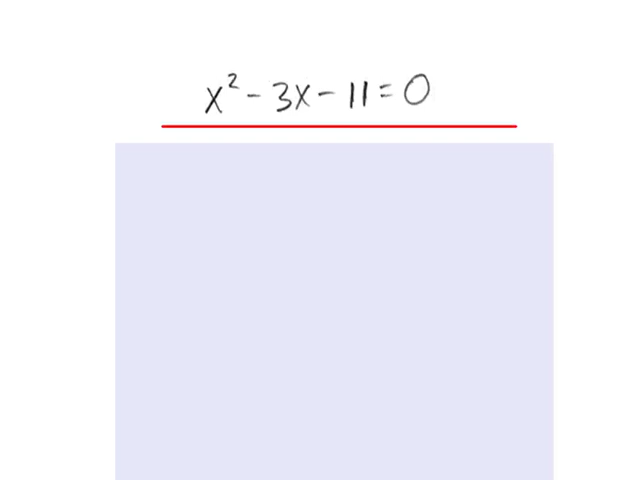 x² - 3x - 11 = 0